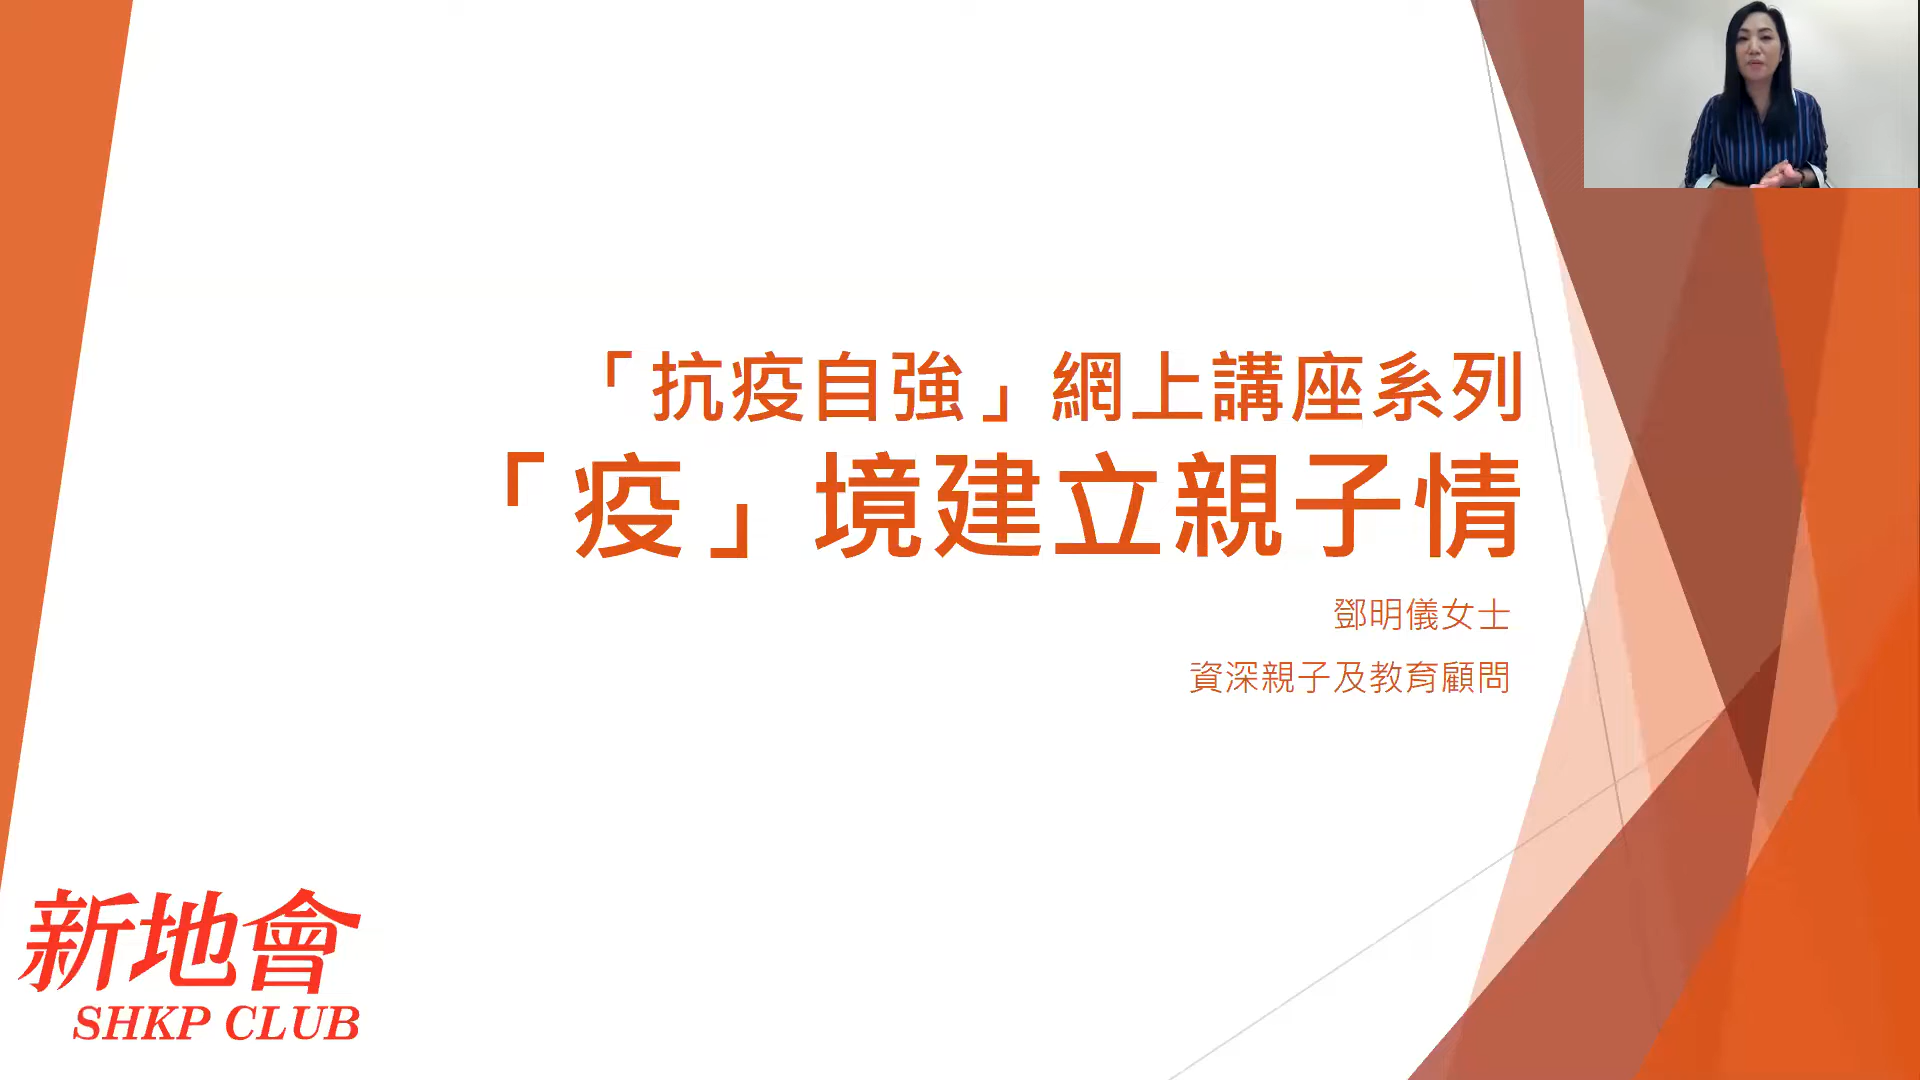 「抗疫自強」網上講座系列
「疫」境建立親子情
鄧明儀女士
資深親子及教育顧問
新地會
SHKP CLUB